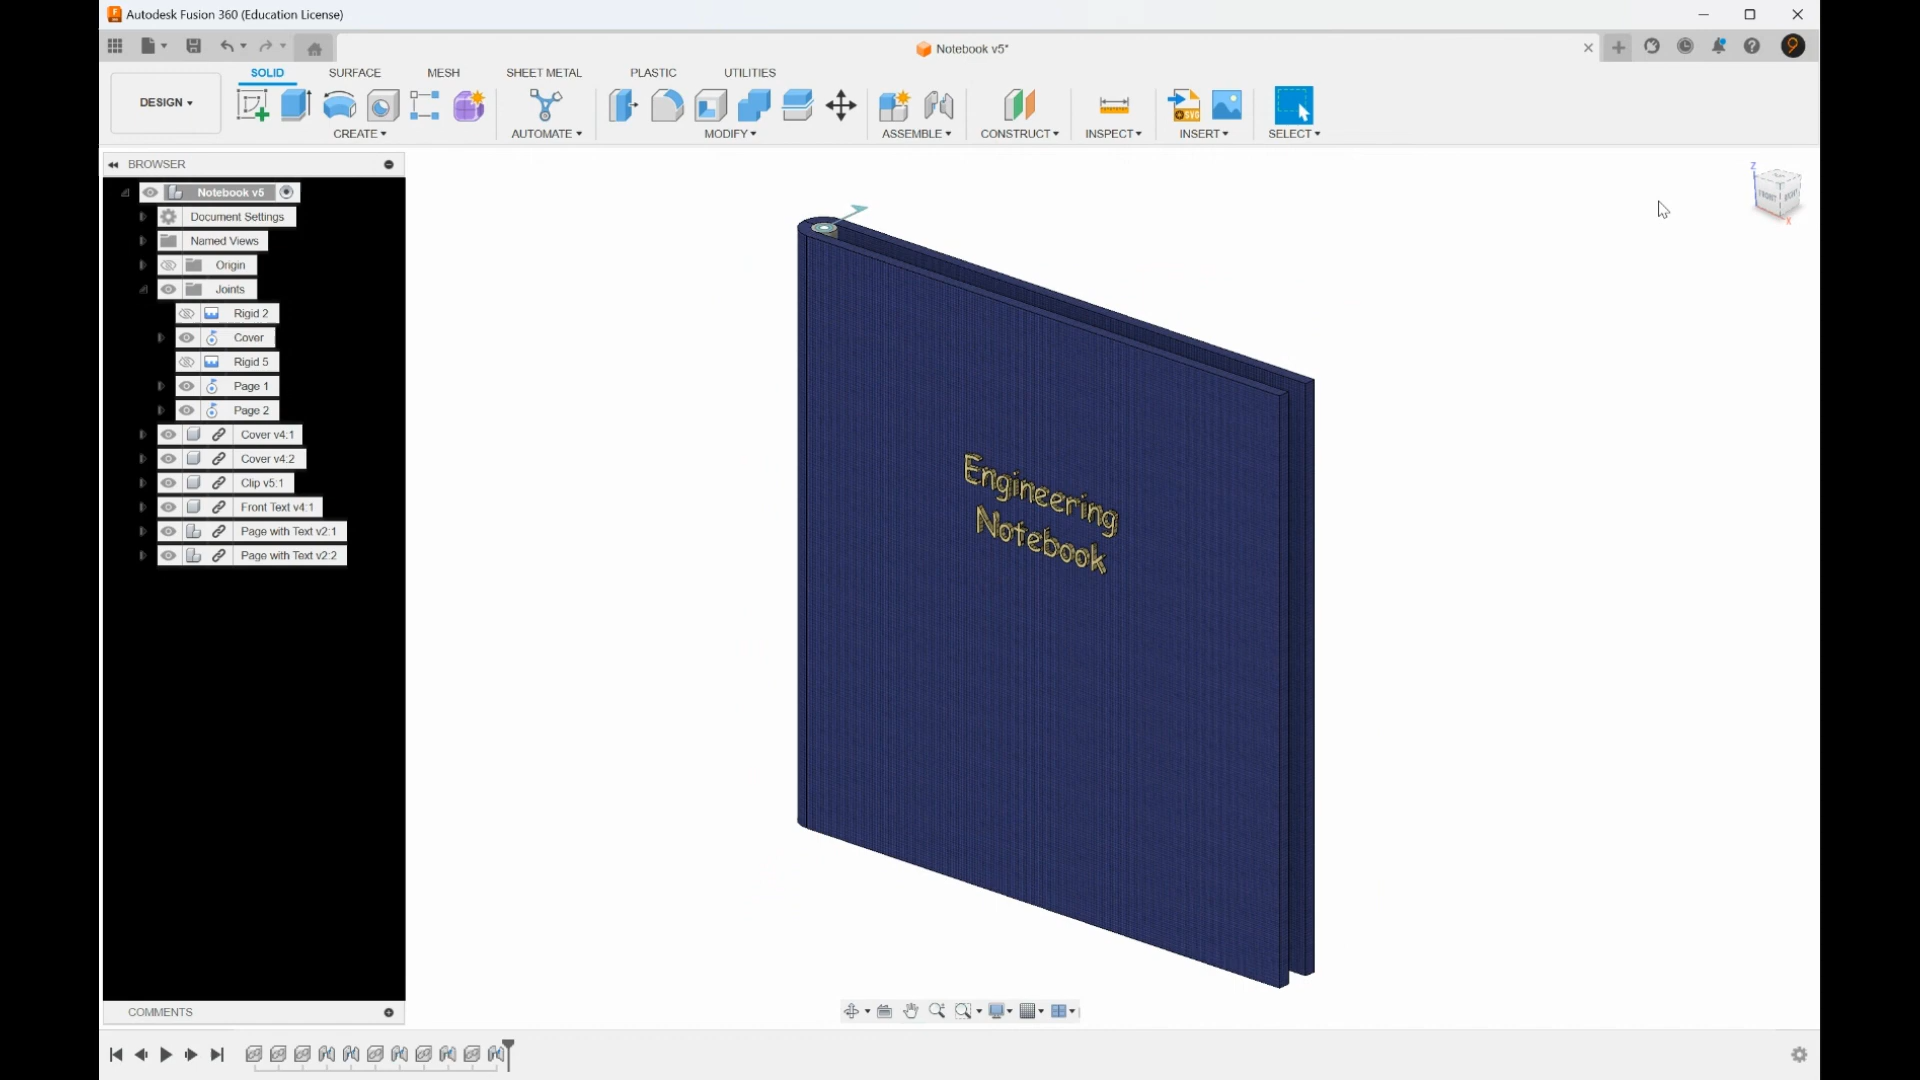 Autodesk Fusion 360 (Education License)
Notebook v5*
SOLID SURFACE MESH SHEET METAL PLASTIC UTILITIES
DESIGN
CREATE AUTOMATE MODIFY ASSEMBLE CONSTRUCT INSPECT INSERT SELECT
BROWSER
Notebook v5
Document Settings
Named Views
Origin
Joints
Rigid 2
Cover
Rigid 5
Page 1
Page 2
Cover v4:1
Cover v4:2
Clip v5:1
Front Text v4:1
Page with Text v2:1
Page with Text v2:2
Engineering
Notebook
Z
FRONT RIGHT
X
COMMENTS